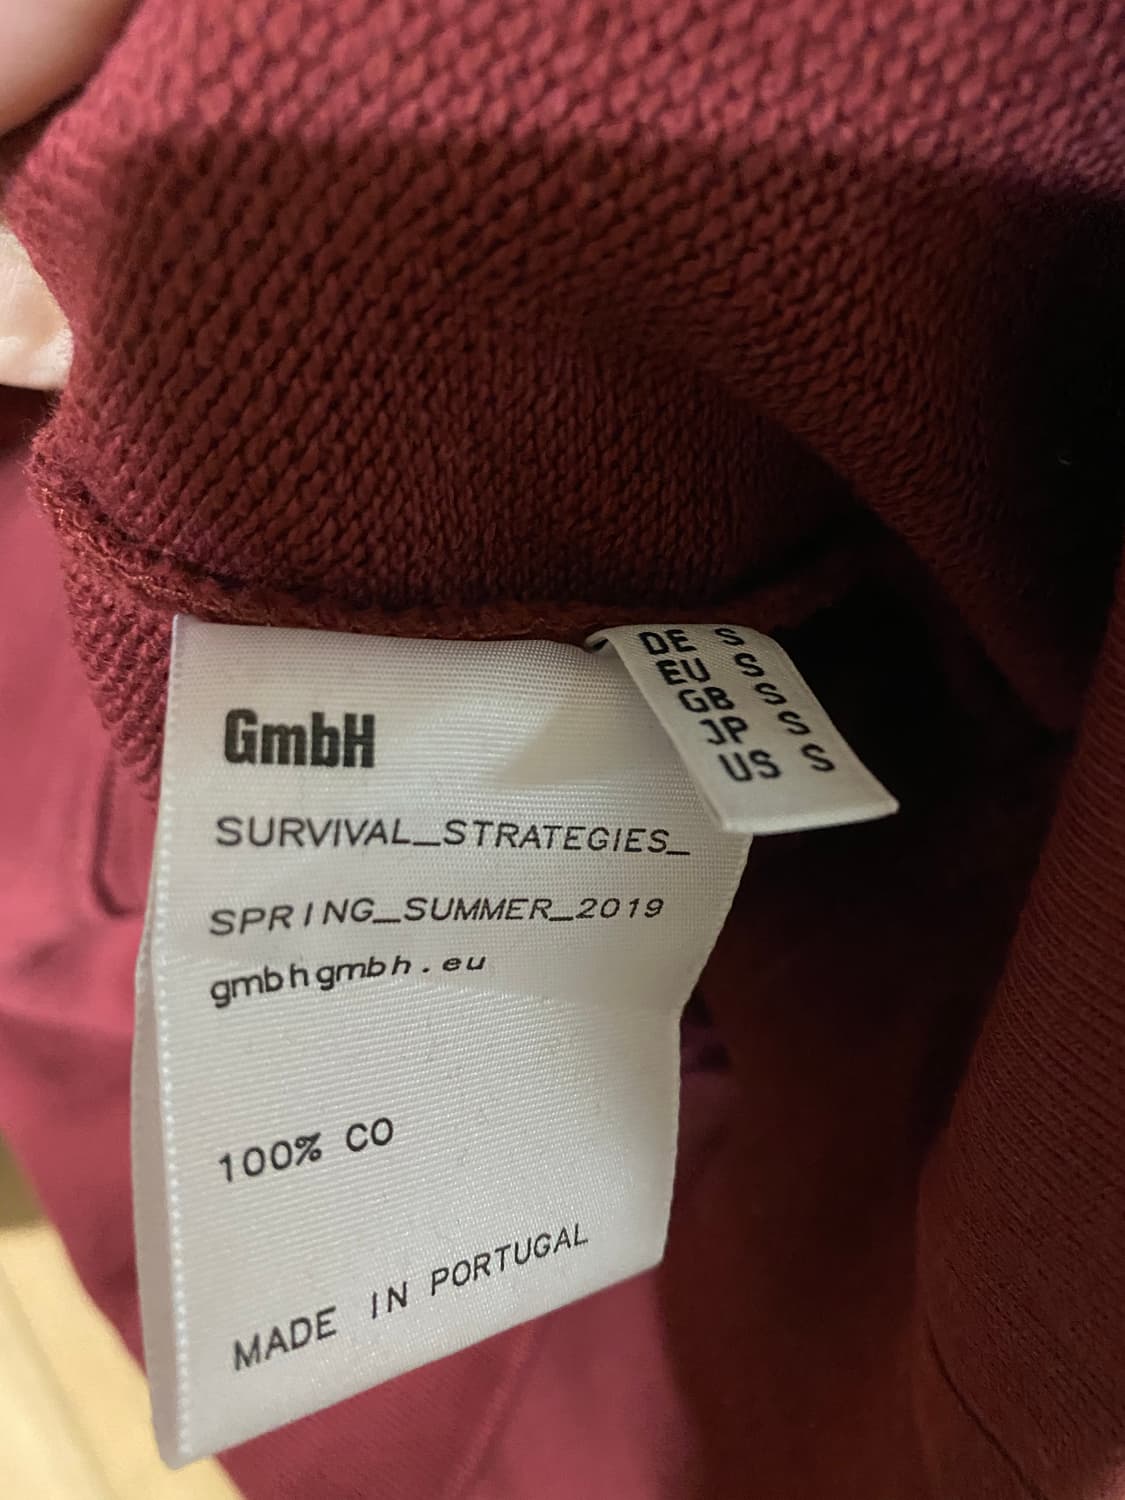 GmbH
SURVIVAL_STRATEGIES_
SPRING_SUMMER_2019
gmbhgmbh.eu
100% CO
MADE IN PORTUGAL
DE S
EU S
GB S
JP S
US S